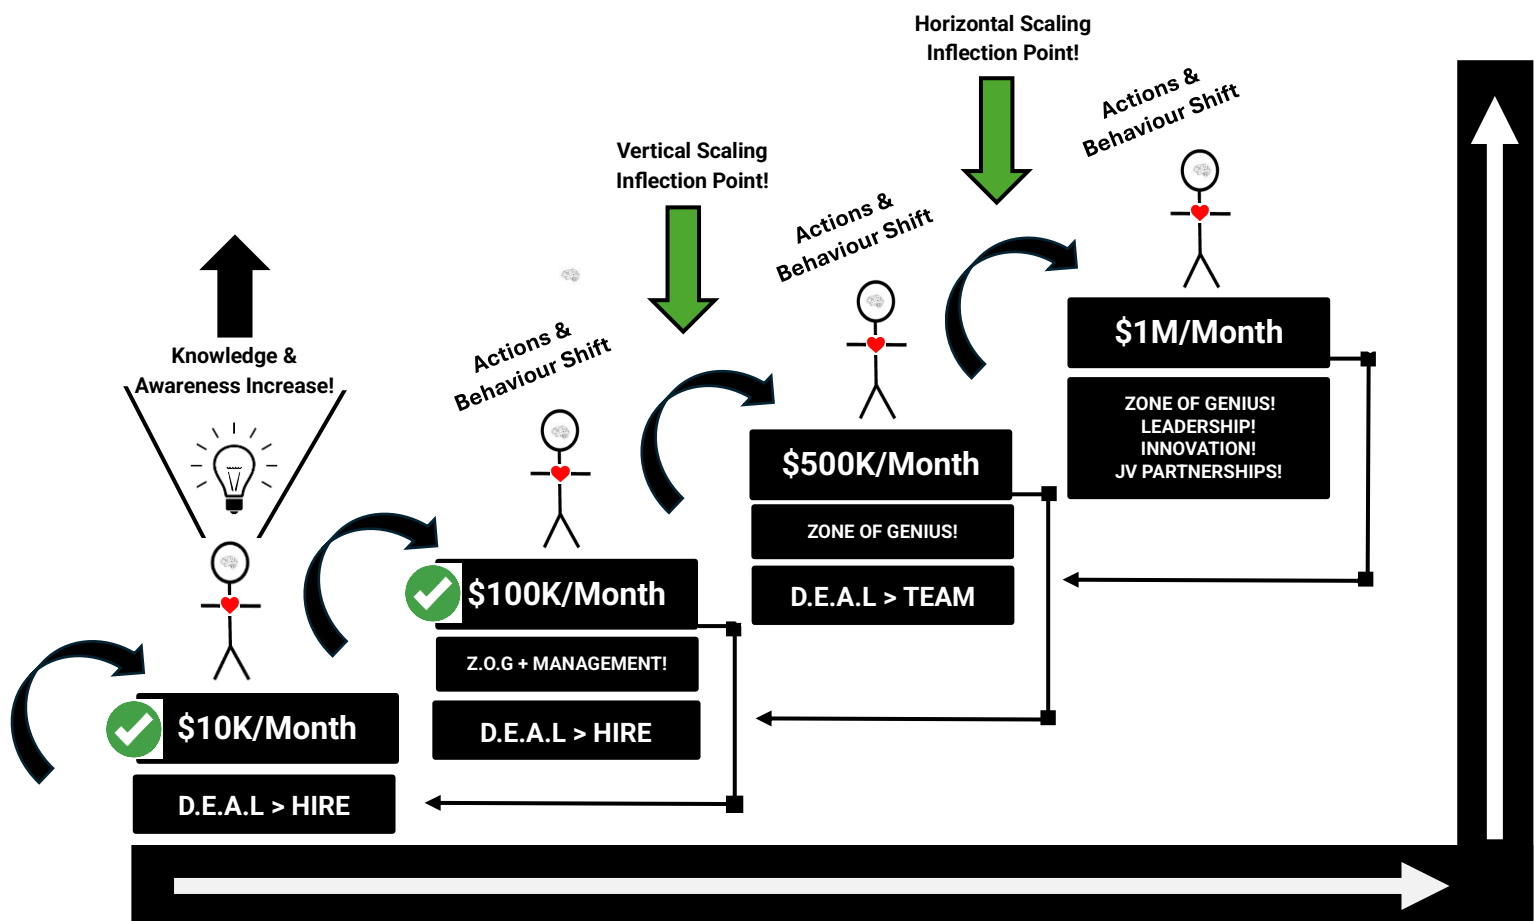 Horizontal Scaling
Inflection Point!
Actions &
Behaviour Shift
Vertical Scaling
Inflection Point!
Actions &
Behaviour Shift
Knowledge &
Awareness Increase!
Actions &
Behaviour Shift
$1M/Month
ZONE OF GENIUS!
LEADERSHIP!
INNOVATION!
JV PARTNERSHIPS!
$500K/Month
ZONE OF GENIUS!
D.E.A.L > TEAM
$100K/Month
Z.O.G + MANAGEMENT!
D.E.A.L > HIRE
$10K/Month
D.E.A.L > HIRE